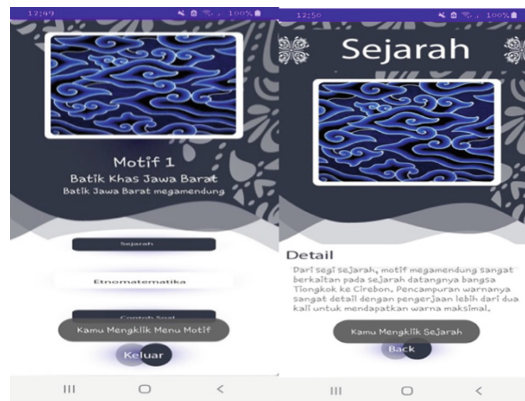 12:49
100%
Motif 1
Batik Khas Jawa Barat
Batik Jawa Barat megamendung
Sejarah
Etnomatematika
Contoh Soal
Kamu Mengklik Menu Motif
Keluar
12:50
100%
Sejarah
Detail
Dari segi sejarah, motif megamendung sangat
berkaitan pada sejarah datangnya bangsa
Tiongkok ke Cirebon. Pencampuran warnanya
sangat detail dengan pengerjaan lebih dari dua
kali untuk mendapatkan warna maksimal.
Kamu Mengklik Sejarah
Back